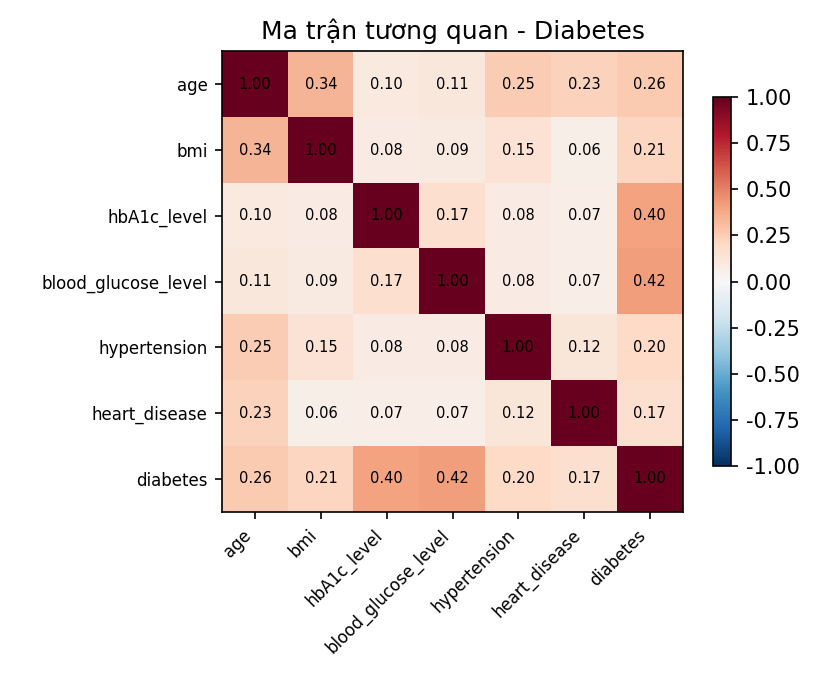 Ma trận tương quan - Diabetes
age 1.00 0.34 0.10 0.11 0.25 0.23 0.26
bmi 0.34 1.00 0.08 0.09 0.15 0.06 0.21
hbA1c_level 0.10 0.08 1.00 0.17 0.08 0.07 0.40
blood_glucose_level 0.11 0.09 0.17 1.00 0.08 0.07 0.42
hypertension 0.25 0.15 0.08 0.08 1.00 0.12 0.20
heart_disease 0.23 0.06 0.07 0.07 0.12 1.00 0.17
diabetes 0.26 0.21 0.40 0.42 0.20 0.17 1.00
age
bmi
hbA1c_level
blood_glucose_level
hypertension
heart_disease
diabetes
1.00
0.75
0.50
0.25
0.00
-0.25
-0.50
-0.75
-1.00